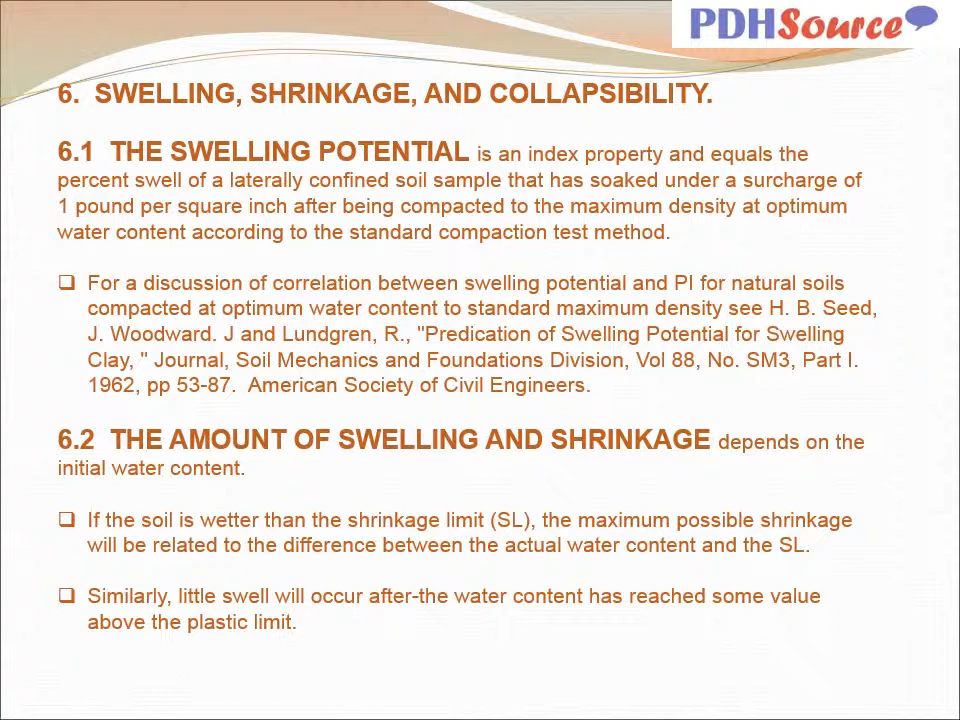 PDHSource
6. SWELLING, SHRINKAGE, AND COLLAPSIBILITY.
6.1 THE SWELLING POTENTIAL is an index property and equals the
percent swell of a laterally confined soil sample that has soaked under a surcharge of
1 pound per square inch after being compacted to the maximum density at optimum
water content according to the standard compaction test method.
❑ For a discussion of correlation between swelling potential and PI for natural soils
compacted at optimum water content to standard maximum density see H. B. Seed,
J. Woodward. J and Lundgren, R., "Predication of Swelling Potential for Swelling
Clay, " Journal, Soil Mechanics and Foundations Division, Vol 88, No. SM3, Part I.
1962, pp 53-87. American Society of Civil Engineers.
6.2 THE AMOUNT OF SWELLING AND SHRINKAGE depends on the
initial water content.
❑ If the soil is wetter than the shrinkage limit (SL), the maximum possible shrinkage
will be related to the difference between the actual water content and the SL.
❑ Similarly, little swell will occur after-the water content has reached some value
above the plastic limit.